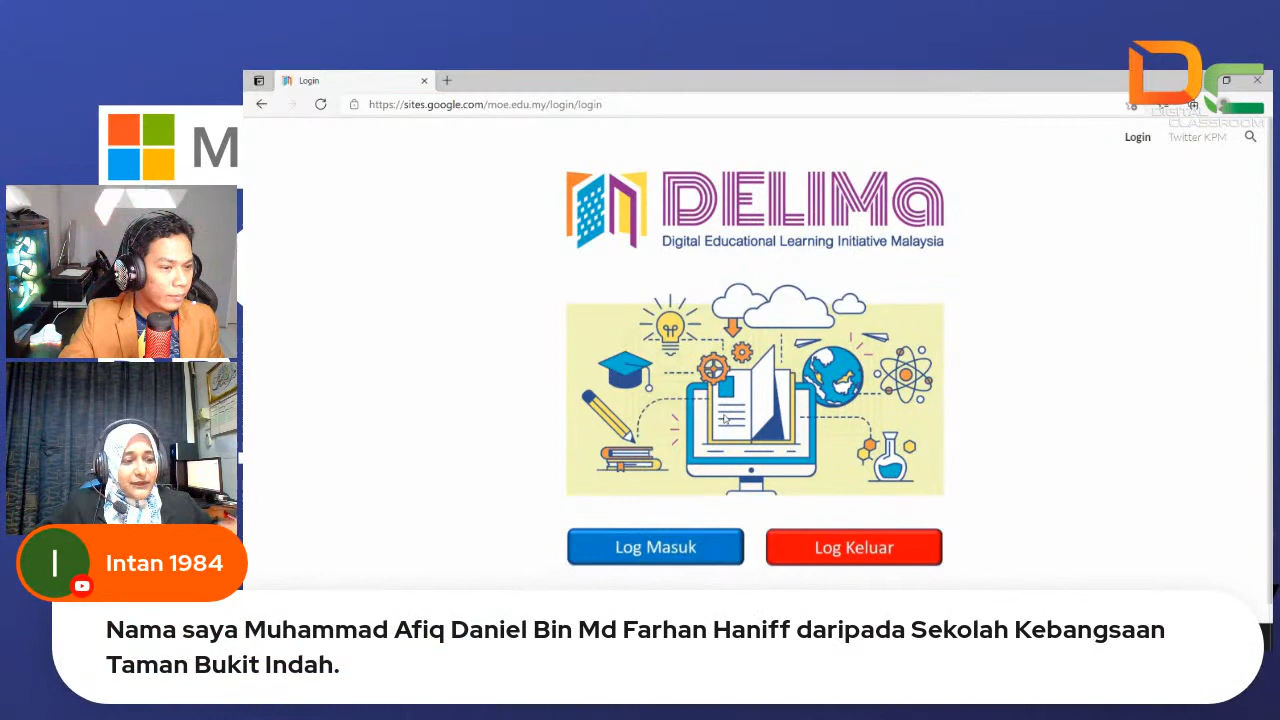 Login
https://sites.google.com/moe.edu.my/login/login
DIGITAL
CLASSROOM
Login
Twitter KPM
M
DELIMa
Digital Educational Learning Initiative Malaysia
Log Masuk
Log Keluar
I
Intan 1984
Nama saya Muhammad Afiq Daniel Bin Md Farhan Haniff daripada Sekolah Kebangsaan
Taman Bukit Indah.